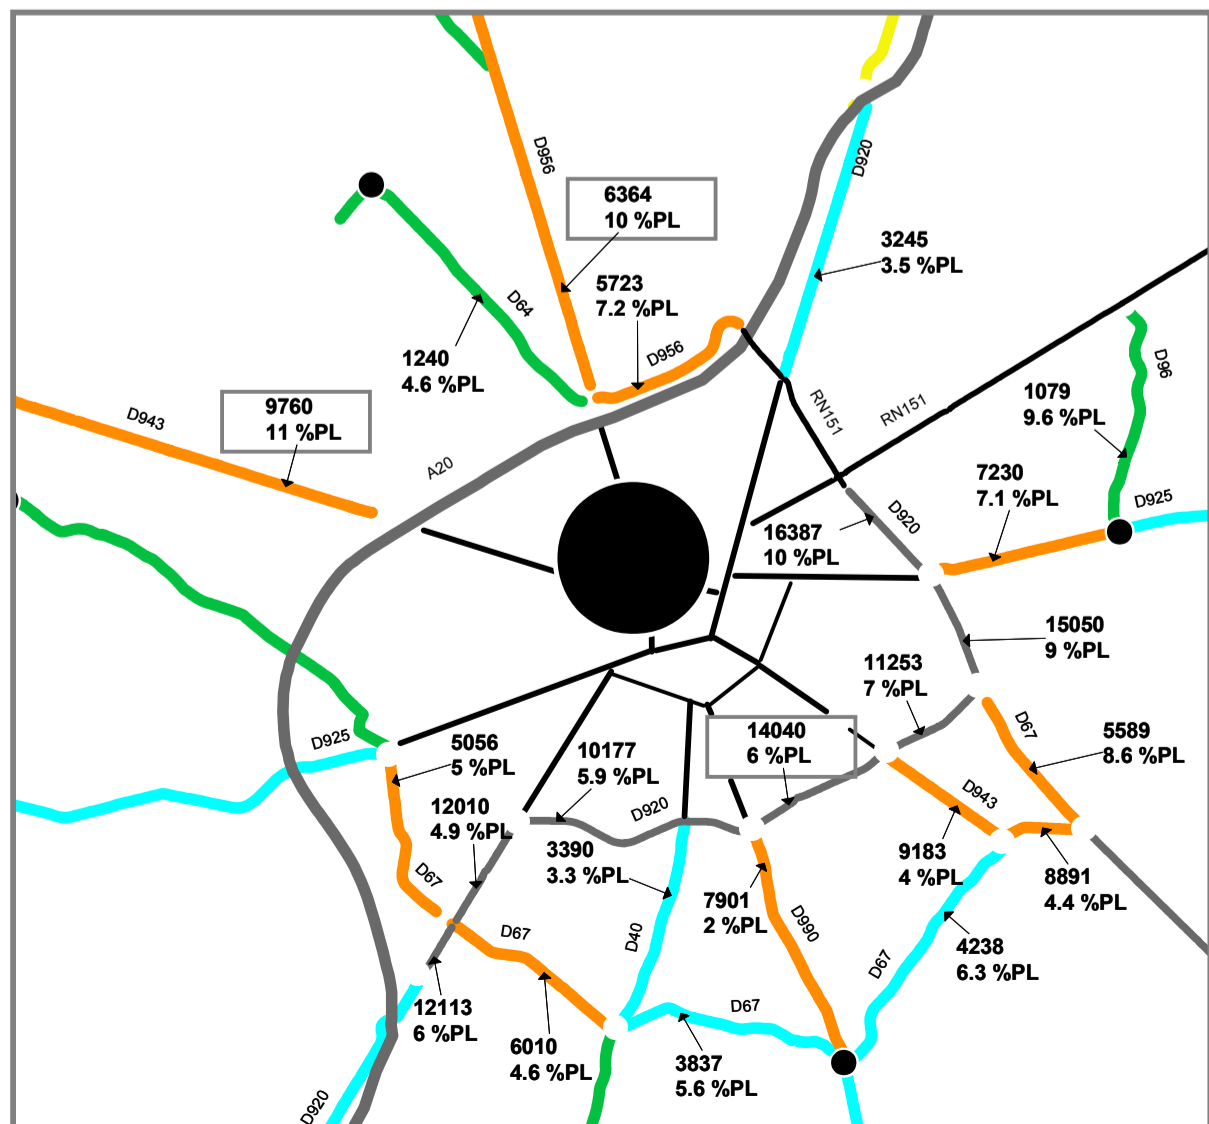 D956
D920
6364
10 %PL
3245
3.5 %PL
5723
7.2 %PL
D64
D956
1240
4.6 %PL
D96
1079
9.6 %PL
RN151
RN151
9760
11 %PL
D943
A20
7230
7.1 %PL
D925
16387
10 %PL
D920
15050
9 %PL
11253
7 %PL
D67
5589
8.6 %PL
14040
6 %PL
D925
5056
5 %PL
10177
5.9 %PL
D943
12010
4.9 %PL
D920
3390
3.3 %PL
9183
4 %PL
8891
4.4 %PL
D67
7901
2 %PL
D990
D67
D40
4238
6.3 %PL
D67
12113
6 %PL
D67
6010
4.6 %PL
3837
5.6 %PL
D920